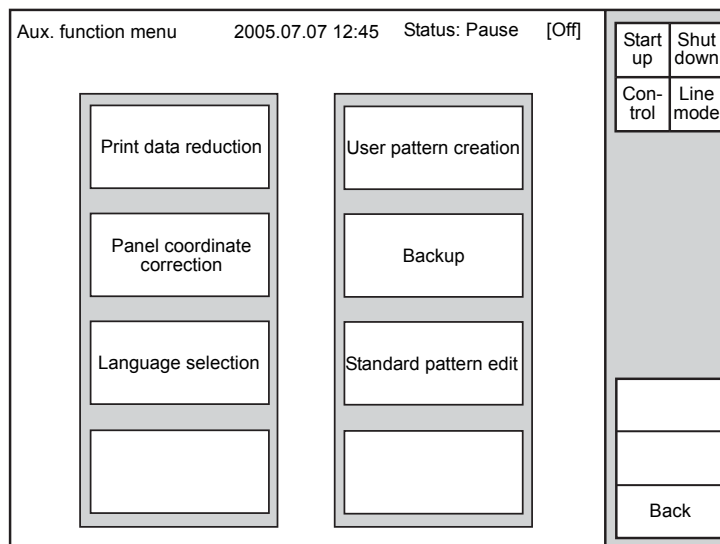 Aux. function menu 2005.07.07 12:45 Status: Pause [Off]
Print data reduction
Panel coordinate
correction
Language selection
User pattern creation
Backup
Standard pattern edit
Start
up
Shut
down
Con-
trol
Line
mode
Back